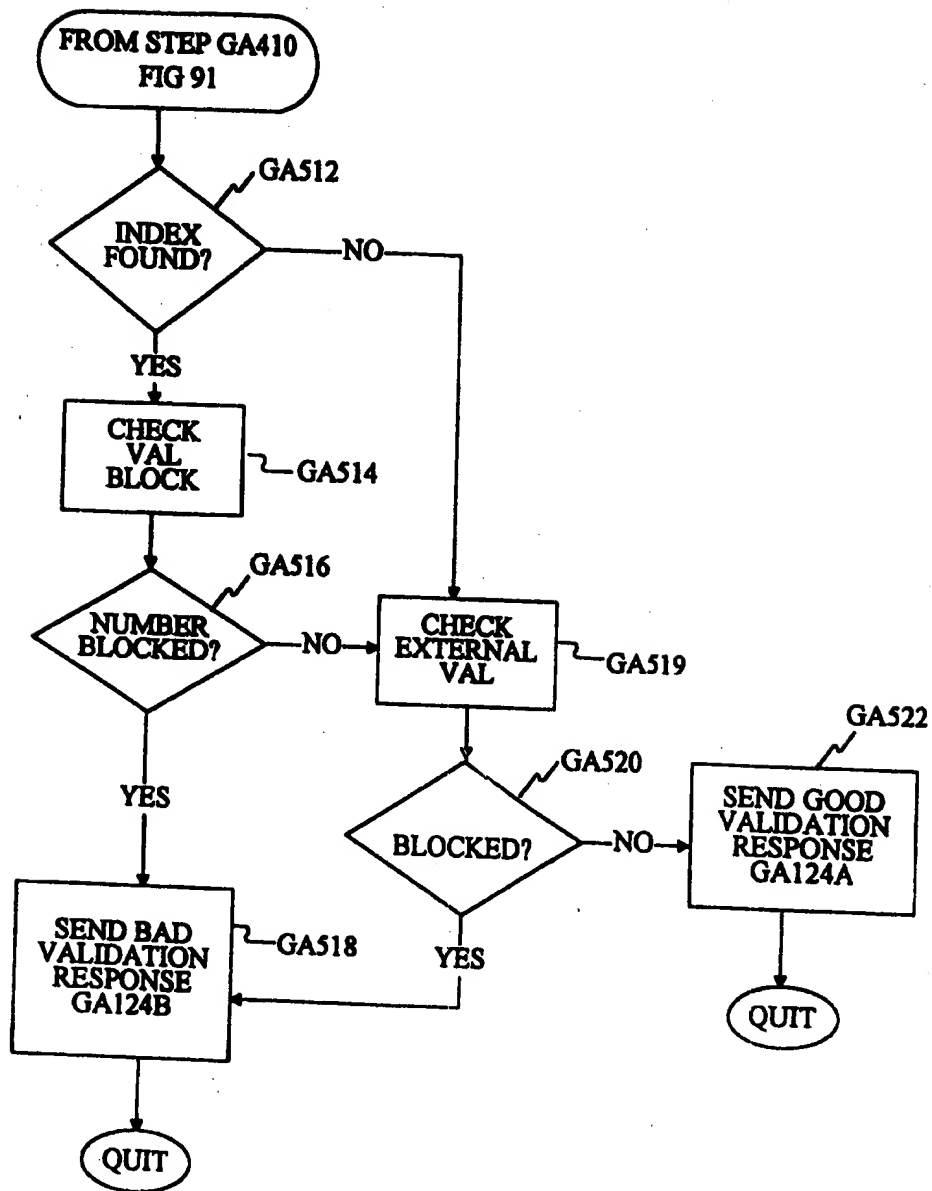 FROM STEP GA410
FIG 91
GA512
INDEX
FOUND?
NO
YES
CHECK
VAL
BLOCK
GA514
GA516
NUMBER
BLOCKED?
NO
CHECK
EXTERNAL
VAL
GA519
YES
GA520
BLOCKED?
NO
GA522
SEND GOOD
VALIDATION
RESPONSE
GA124A
YES
SEND BAD
VALIDATION
RESPONSE
GA124B
GA518
QUIT
QUIT